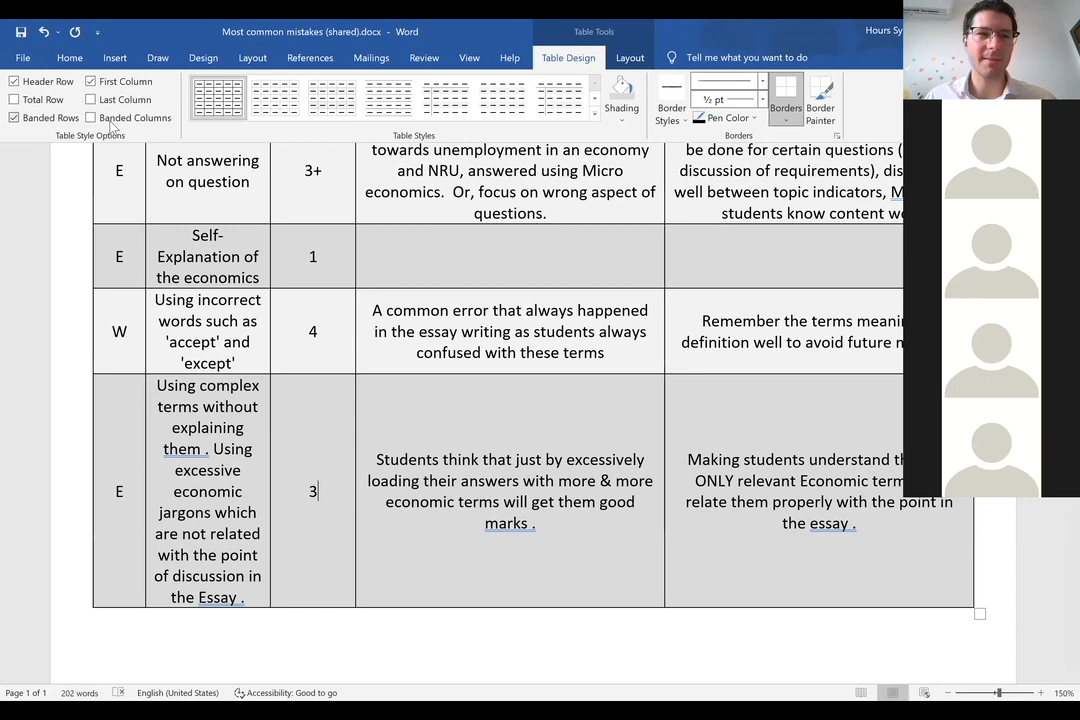 Most common mistakes (shared).docx - Word
Table Tools
Hours Sy
File Home Insert Draw Design Layout References Mailings Review View Help Table Design Layout Tell me what you want to do
Header Row First Column
Total Row Last Column
Banded Rows Banded Columns
Table Style Options
Table Styles
Shading
Border
Styles
½ pt
Pen Color
Borders
Border
Painter
Borders
E
Not answering
on question
3+
towards unemployment in an economy
and NRU, answered using Micro
economics. Or, focus on wrong aspect of
questions.
be done for certain questions (
discussion of requirements), dis
well between topic indicators, M
students know content w
E
Self-
Explanation of
the economics
1
W
Using incorrect
words such as
'accept' and
'except'
4
A common error that always happened
in the essay writing as students always
confused with these terms
Remember the terms meani
definition well to avoid future
E
Using complex
terms without
explaining
them . Using
excessive
economic
jargons which
are not related
with the point
of discussion in
the Essay .
3
Students think that just by excessively
loading their answers with more & more
economic terms will get them good
marks .
Making students understand th
ONLY relevant Economic term
relate them properly with the point in
the essay .
Page 1 of 1 202 words English (United States) Accessibility: Good to go 150%